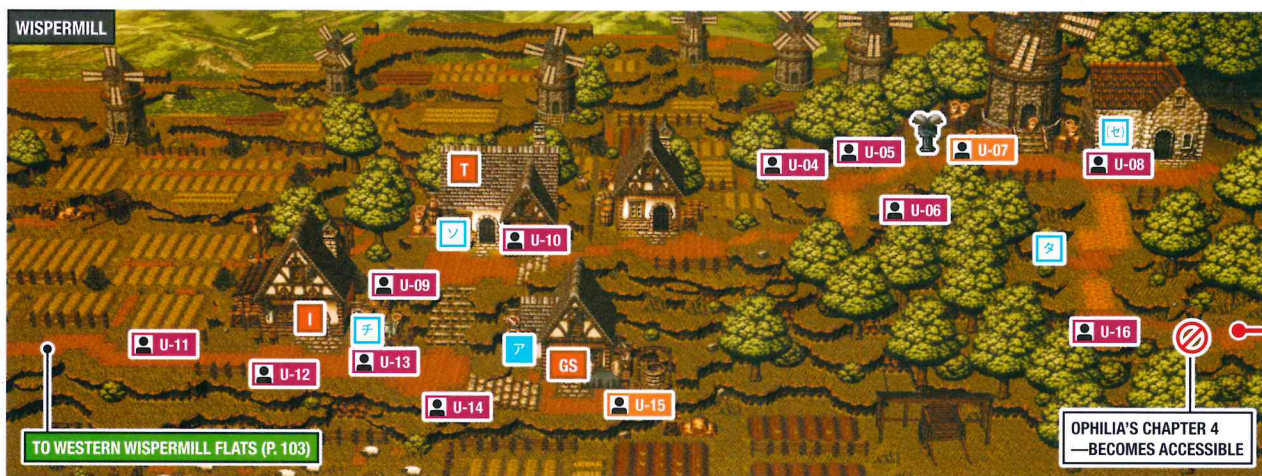 WISPERMILL
U-04
U-05
U-07
(セ)
U-08
T
U-06
ソ
U-10
タ
U-09
I
チ
ア
U-11
U-13
GS
U-16
U-12
U-14
U-15
TO WESTERN WISPERMILL FLATS (P. 103)
OPHILIA'S CHAPTER 4
—BECOMES ACCESSIBLE